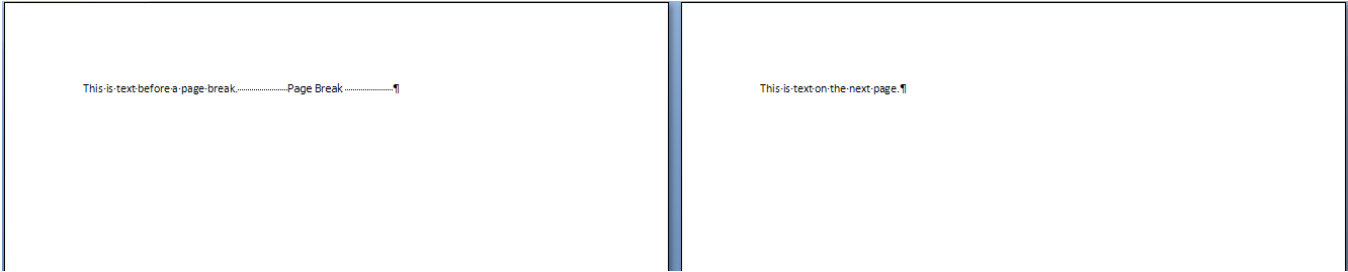 This is text before a page break. Page Break ¶
This is text on the next page.¶